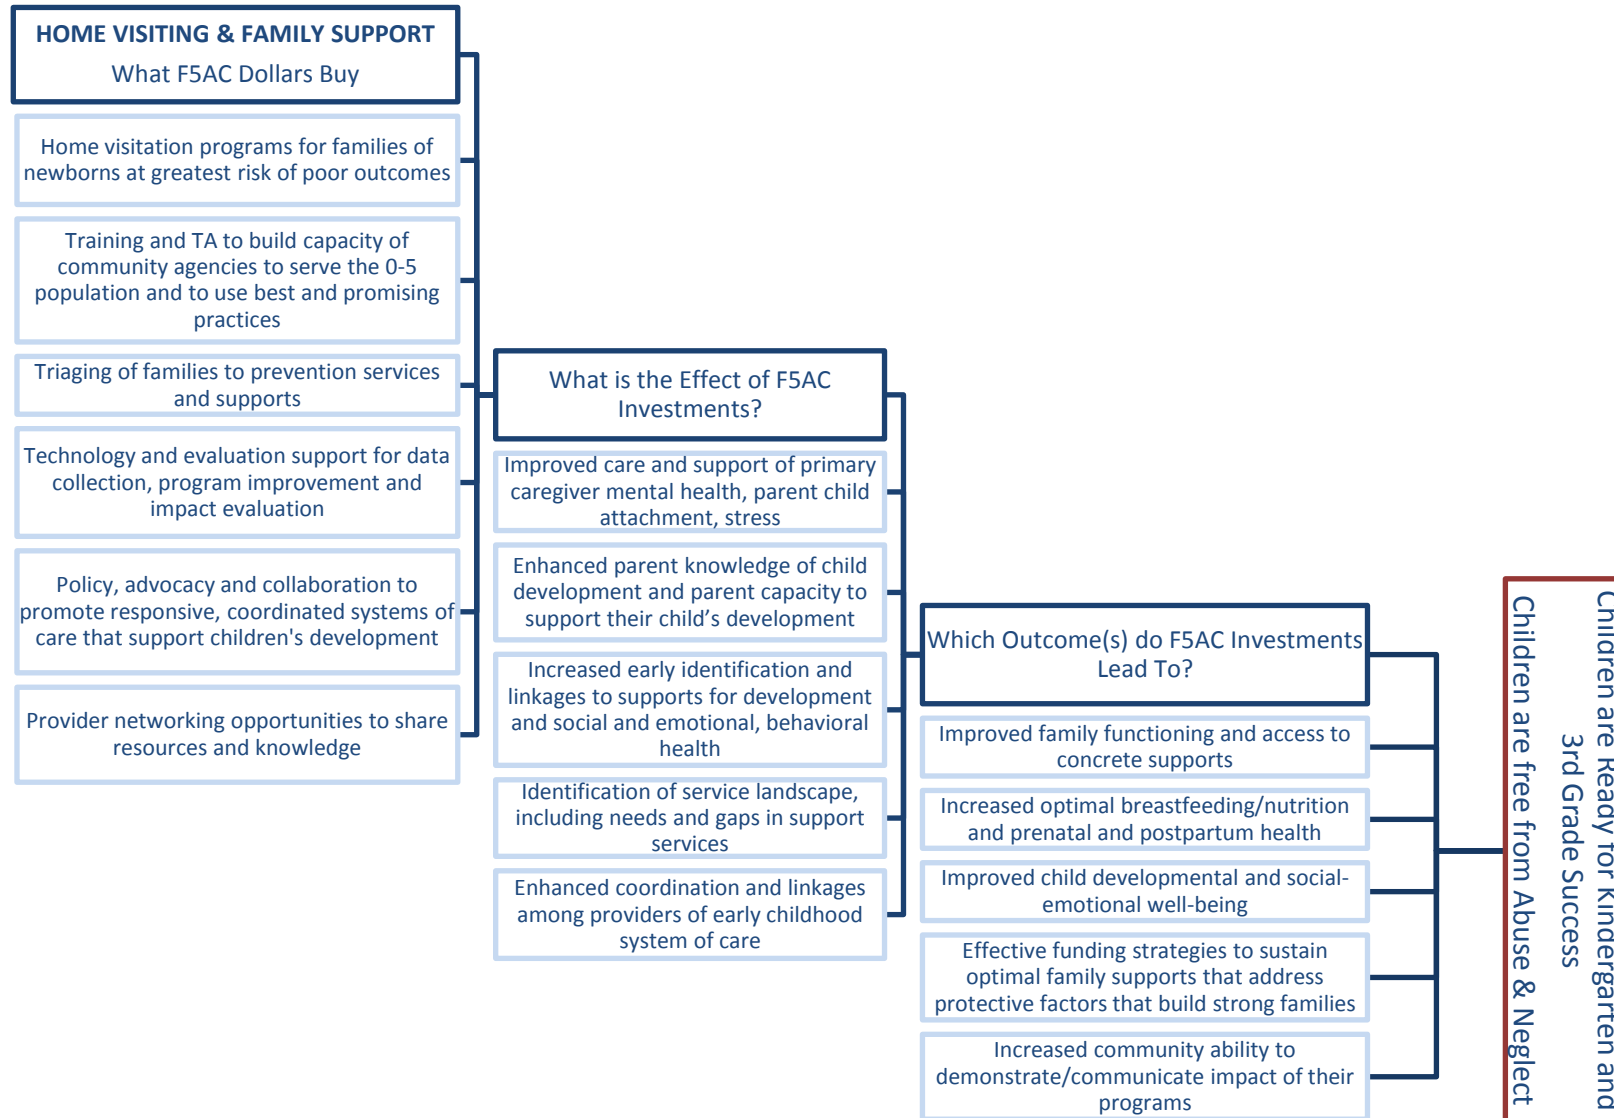 HOME VISITING & FAMILY SUPPORT
What F5AC Dollars Buy
Home visitation programs for families of
newborns at greatest risk of poor outcomes
Training and TA to build capacity of
community agencies to serve the 0-5
population and to use best and promising
practices
Triaging of families to prevention services
and supports
Technology and evaluation support for data
collection, program improvement and
impact evaluation
Policy, advocacy and collaboration to
promote responsive, coordinated systems of
care that support children's development
Provider networking opportunities to share
resources and knowledge
What is the Effect of F5AC
Investments?
Improved care and support of primary
caregiver mental health, parent child
attachment, stress
Enhanced parent knowledge of child
development and parent capacity to
support their child’s development
Increased early identification and
linkages to supports for development
and social and emotional, behavioral
health
Identification of service landscape,
including needs and gaps in support
services
Enhanced coordination and linkages
among providers of early childhood
system of care
Which Outcome(s) do F5AC Investments
Lead To?
Improved family functioning and access to
concrete supports
Increased optimal breastfeeding/nutrition
and prenatal and postpartum health
Improved child developmental and social-
emotional well-being
Effective funding strategies to sustain
optimal family supports that address
protective factors that build strong families
Increased community ability to
demonstrate/communicate impact of their
programs
Children are Ready for Kindergarten and
3rd Grade Success
Children are free from Abuse & Neglect